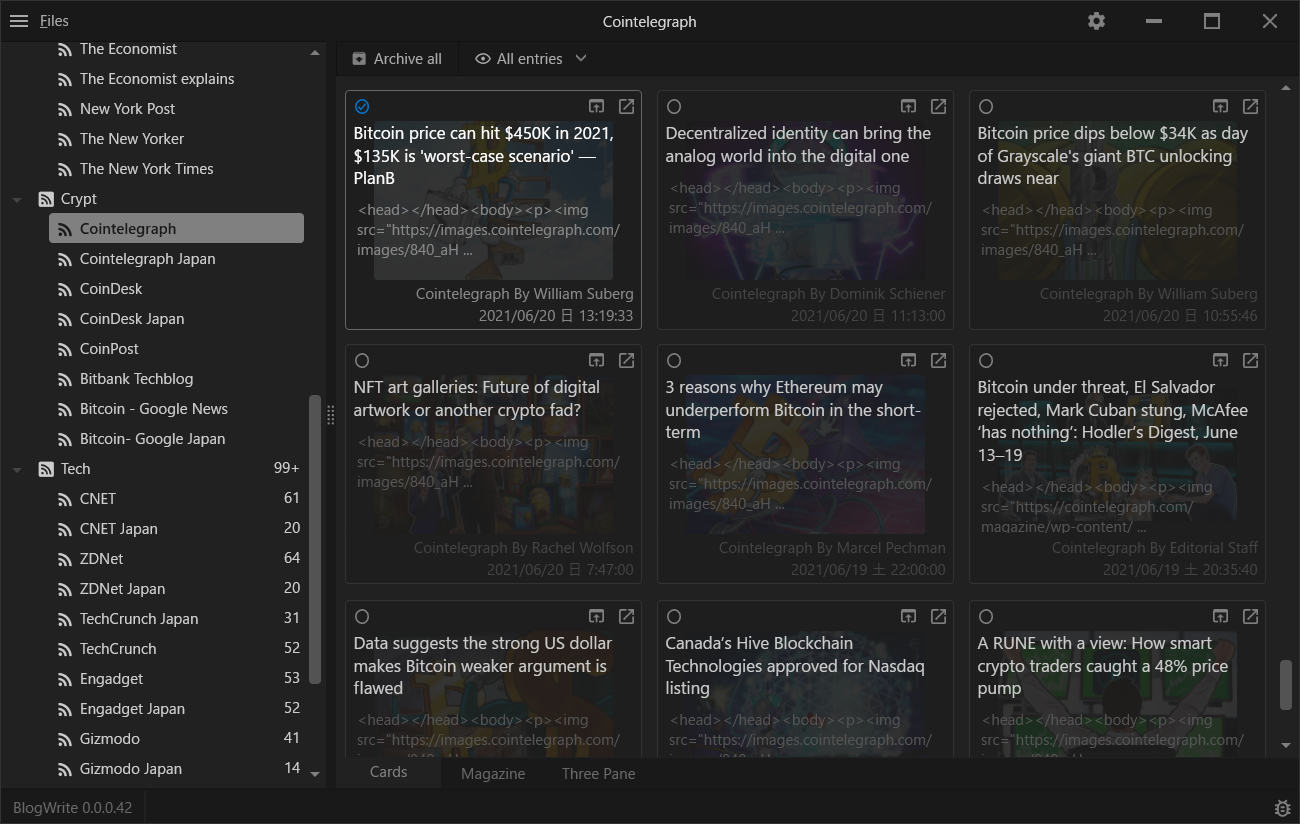 Files
Cointelegraph
The Economist
The Economist explains
New York Post
The New Yorker
The New York Times
Crypt
Cointelegraph
Cointelegraph Japan
CoinDesk
CoinDesk Japan
CoinPost
Bitbank Techblog
Bitcoin - Google News
Bitcoin- Google Japan
Tech 99+
CNET 61
CNET Japan 20
ZDNet 64
ZDNet Japan 20
TechCrunch Japan 31
TechCrunch 52
Engadget 53
Engadget Japan 52
Gizmodo 41
Gizmodo Japan 14
Archive all
All entries
Bitcoin price can hit $450K in 2021,
$135K is 'worst-case scenario' —
PlanB
<head></head><body><p><img
src="https://images.cointelegraph.com/
images/840_aH ...
Cointelegraph By William Suberg
2021/06/20 日 13:19:33
Decentralized identity can bring the
analog world into the digital one
<head></head><body><p><img
src="https://images.cointelegraph.com/
images/840_aH ...
Cointelegraph By Dominik Schiener
2021/06/20 日 11:13:00
Bitcoin price dips below $34K as day
of Grayscale's giant BTC unlocking
draws near
<head></head><body><p><img
src="https://images.cointelegraph.com/
images/840_aH ...
Cointelegraph By William Suberg
2021/06/20 日 10:55:46
NFT art galleries: Future of digital
artwork or another crypto fad?
<head></head><body><p><img
src="https://images.cointelegraph.com/
images/840_aH ...
Cointelegraph By Rachel Wolfson
2021/06/20 日 7:47:00
3 reasons why Ethereum may
underperform Bitcoin in the short-
term
<head></head><body><p><img
src="https://images.cointelegraph.com/
images/840_aH ...
Cointelegraph By Marcel Pechman
2021/06/19 土 22:00:00
Bitcoin under threat, El Salvador
rejected, Mark Cuban stung, McAfee
‘has nothing’: Hodler’s Digest, June
13–19
<head></head><body><p><img
src="https://cointelegraph.com/
magazine/wp-content/ ...
Cointelegraph By Editorial Staff
2021/06/19 土 20:35:40
Data suggests the strong US dollar
makes Bitcoin weaker argument is
flawed
<head></head><body><p><img
src="https://images.cointelegraph.com/
Canada’s Hive Blockchain
Technologies approved for Nasdaq
listing
<head></head><body><p><img
src="https://images.cointelegraph.com/
A RUNE with a view: How smart
crypto traders caught a 48% price
pump
<head></head><body><p><img
src="https://images.cointelegraph.com/
Cards
Magazine
Three Pane
BlogWrite 0.0.0.42